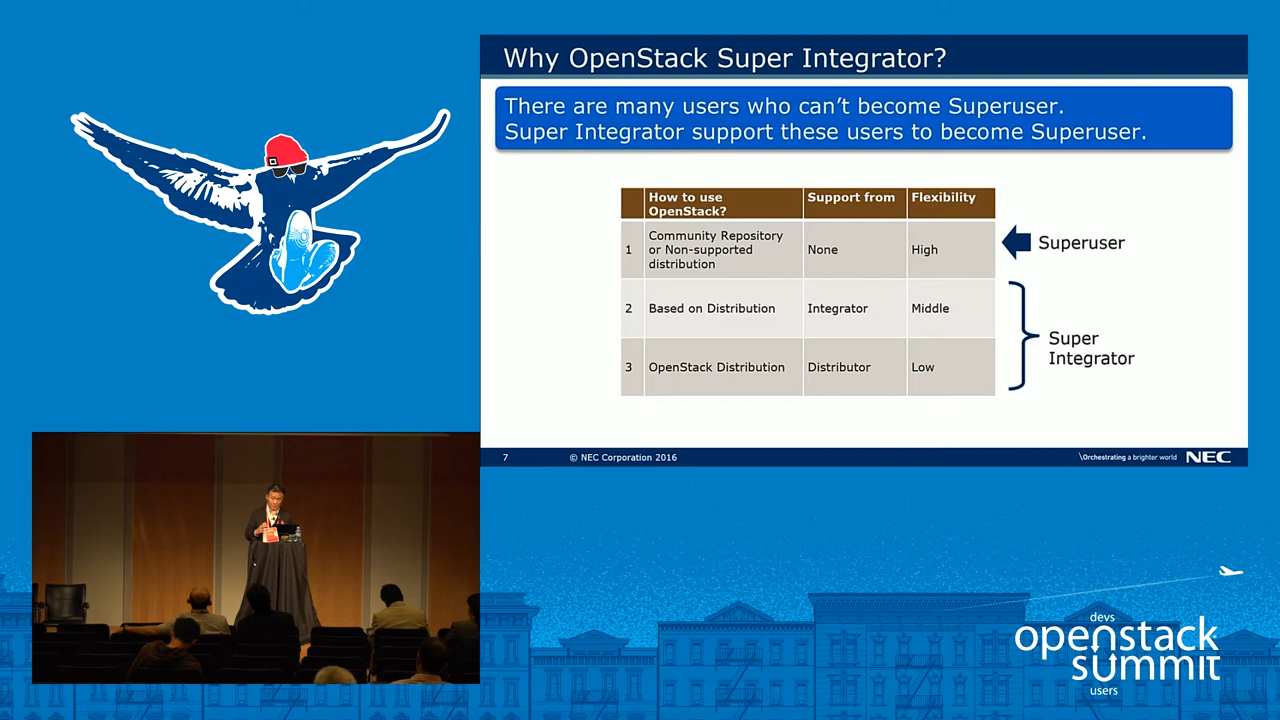 Why OpenStack Super Integrator?
There are many users who can't become Superuser.
Super Integrator support these users to become Superuser.
How to use
OpenStack?
Support from
Flexibility
1
Community Repository
or Non-supported
distribution
None
High
Superuser
2
Based on Distribution
Integrator
Middle
3
OpenStack Distribution
Distributor
Low
Super
Integrator
7
© NEC Corporation 2016
\Orchestrating a brighter world
NEC
devs
openstack
summit
users